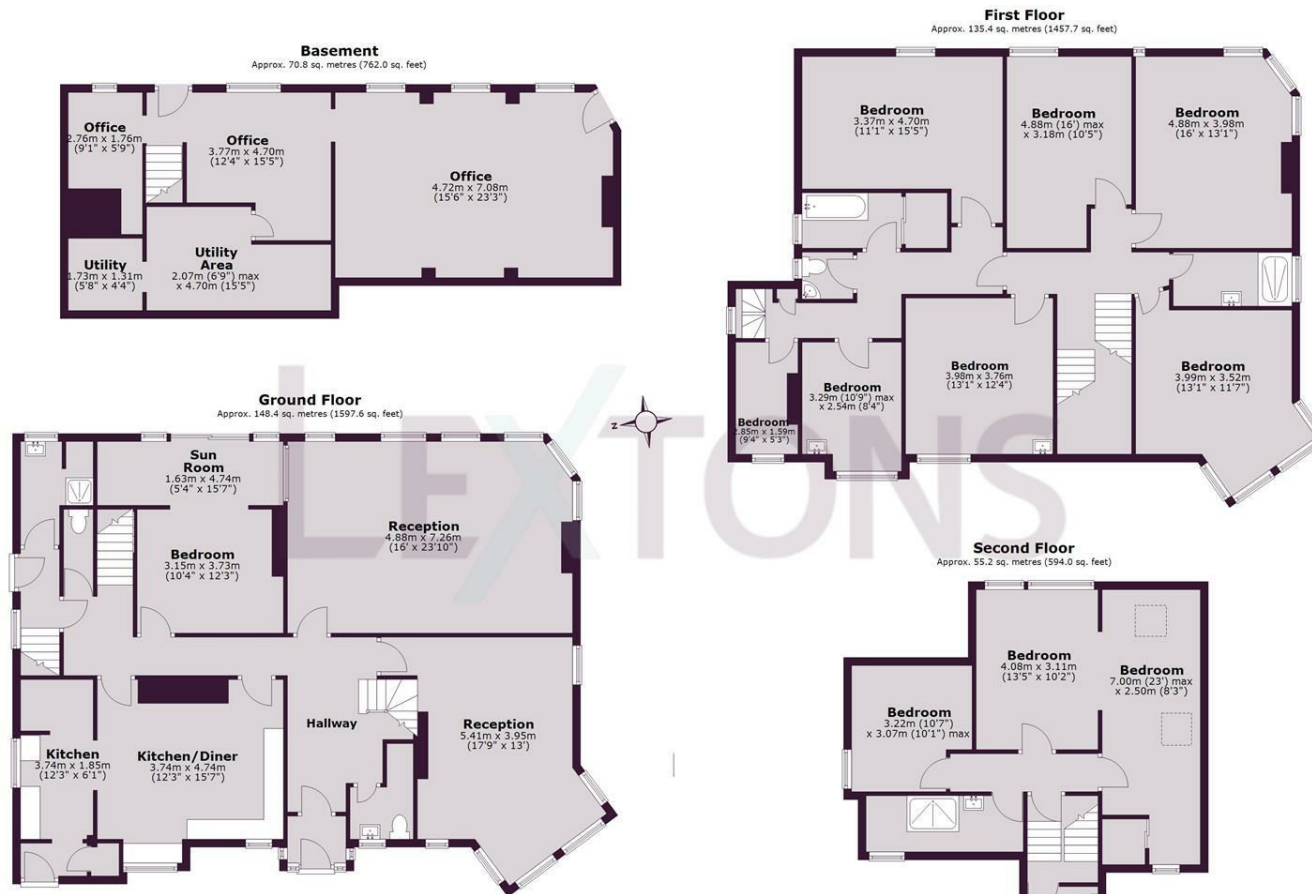 Basement
Approx. 70.8 sq. metres (762.0 sq. feet)
Office
2.76m x 1.76m
(9'1" x 5'9")
Office
3.77m x 4.70m
(12'4" x 15'5")
Office
4.72m x 7.08m
(15'6" x 23'3")
Utility
1.73m x 1.31m
(5'8" x 4'4")
Utility
Area
2.07m (6'9") max
x 4.70m (15'5")
First Floor
Approx. 135.4 sq. metres (1457.7 sq. feet)
Bedroom
3.37m x 4.70m
(11'1" x 15'5")
Bedroom
4.88m (16') max
x 3.18m (10'5")
Bedroom
4.88m x 3.98m
(16' x 13'1")
Bedroom
2.85m x 1.59m
(9'4" x 5'3")
Bedroom
3.29m (10'9") max
x 2.54m (8'4")
Bedroom
3.98m x 3.76m
(13'1" x 12'4")
Bedroom
3.99m x 3.52m
(13'1" x 11'7")
Ground Floor
Approx. 148.4 sq. metres (1597.6 sq. feet)
N
LEXTONS
Sun
Room
1.63m x 4.74m
(5'4" x 15'7")
Bedroom
3.15m x 3.73m
(10'4" x 12'3")
Reception
4.88m x 7.26m
(16' x 23'10")
Kitchen
3.74m x 1.85m
(12'3" x 6'1")
Kitchen/Diner
3.74m x 4.74m
(12'3" x 15'7")
Hallway
Reception
5.41m x 3.95m
(17'9" x 13')
Second Floor
Approx. 55.2 sq. metres (594.0 sq. feet)
Bedroom
4.08m x 3.11m
(13'5" x 10'2")
Bedroom
7.00m (23') max
x 2.50m (8'3")
Bedroom
3.22m (10'7")
x 3.07m (10'1") max